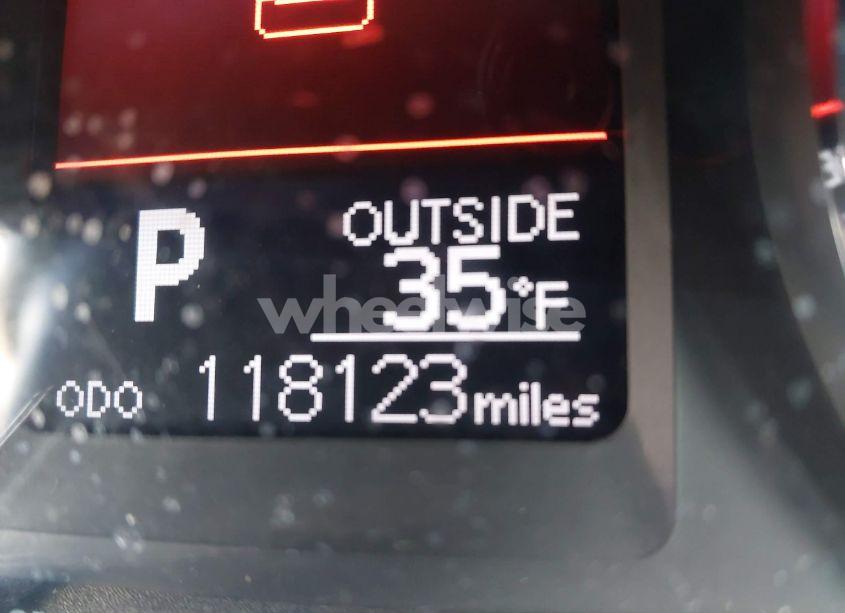 P
OUTSIDE
35°F
wheelwise
ODO 118123 miles